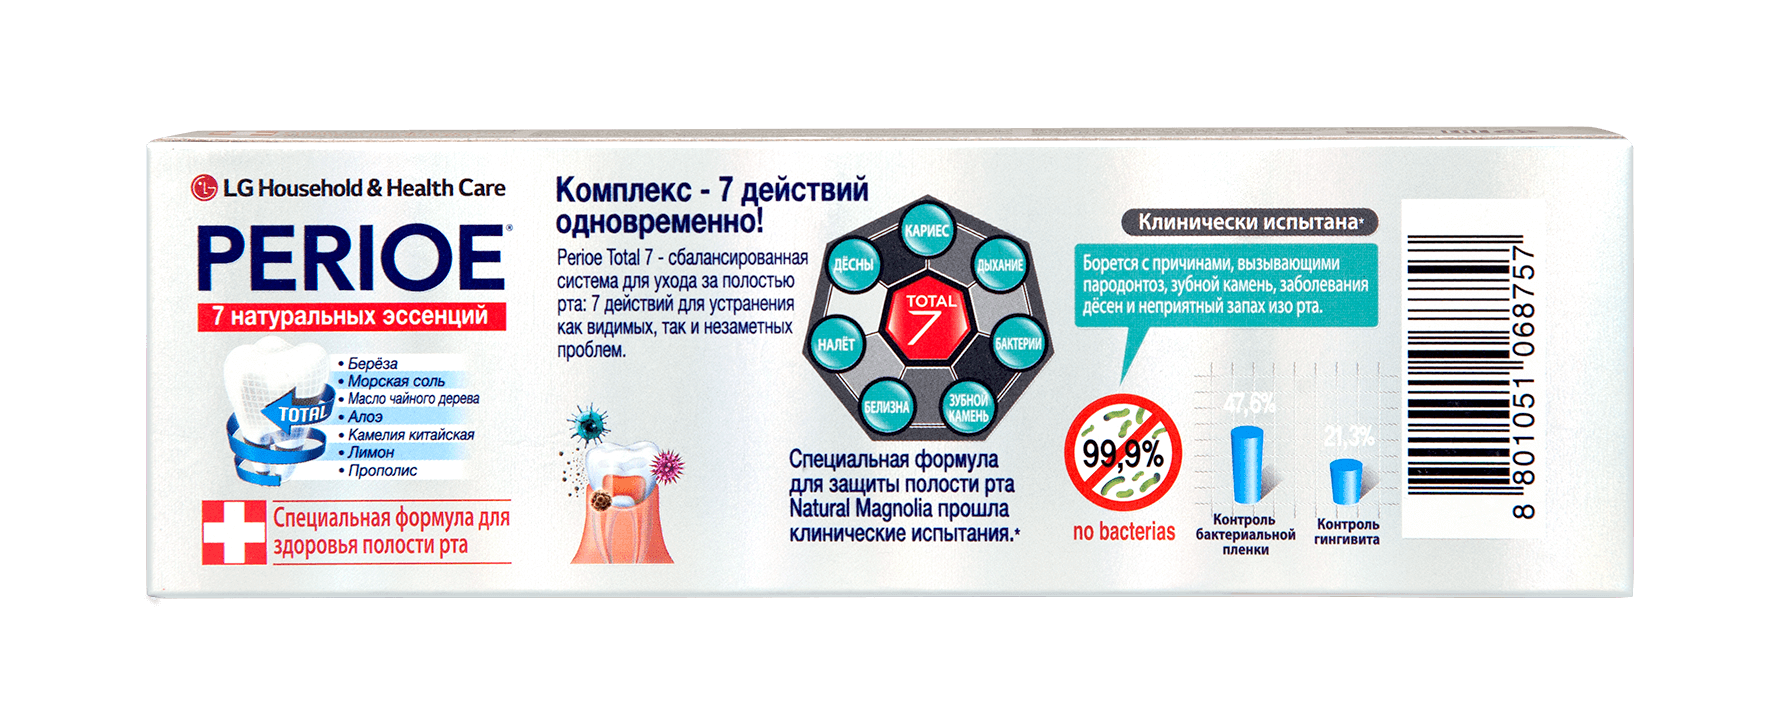 LG Household & Health Care
PERIOE®
7 натуральных эссенций
TOTAL
• Берёза
• Морская соль
• Масло чайного дерева
• Алоэ
• Камелия китайская
• Лимон
• Прополис
Специальная формула для
здоровья полости рта
Комплекс - 7 действий
одновременно!
Perioe Total 7 - сбалансированная
система для ухода за полостью
рта: 7 действий для устранения
как видимых, так и незаметных
проблем.
КАРИЕС
ДЁСНЫ
ДЫХАНИЕ
TOTAL
7
НАЛЁТ
БАКТЕРИИ
БЕЛИЗНА
ЗУБНОЙ
КАМЕНЬ
Специальная формула
для защиты полости рта
Natural Magnolia прошла
клинические испытания.*
Клинически испытана*
Борется с причинами, вызывающими
пародонтоз, зубной камень, заболевания
дёсен и неприятный запах изо рта.
99,9%
no bacterias
47,6%
21,3%
Контроль
бактериальной
пленки
Контроль
гингивита
8 801051 068757